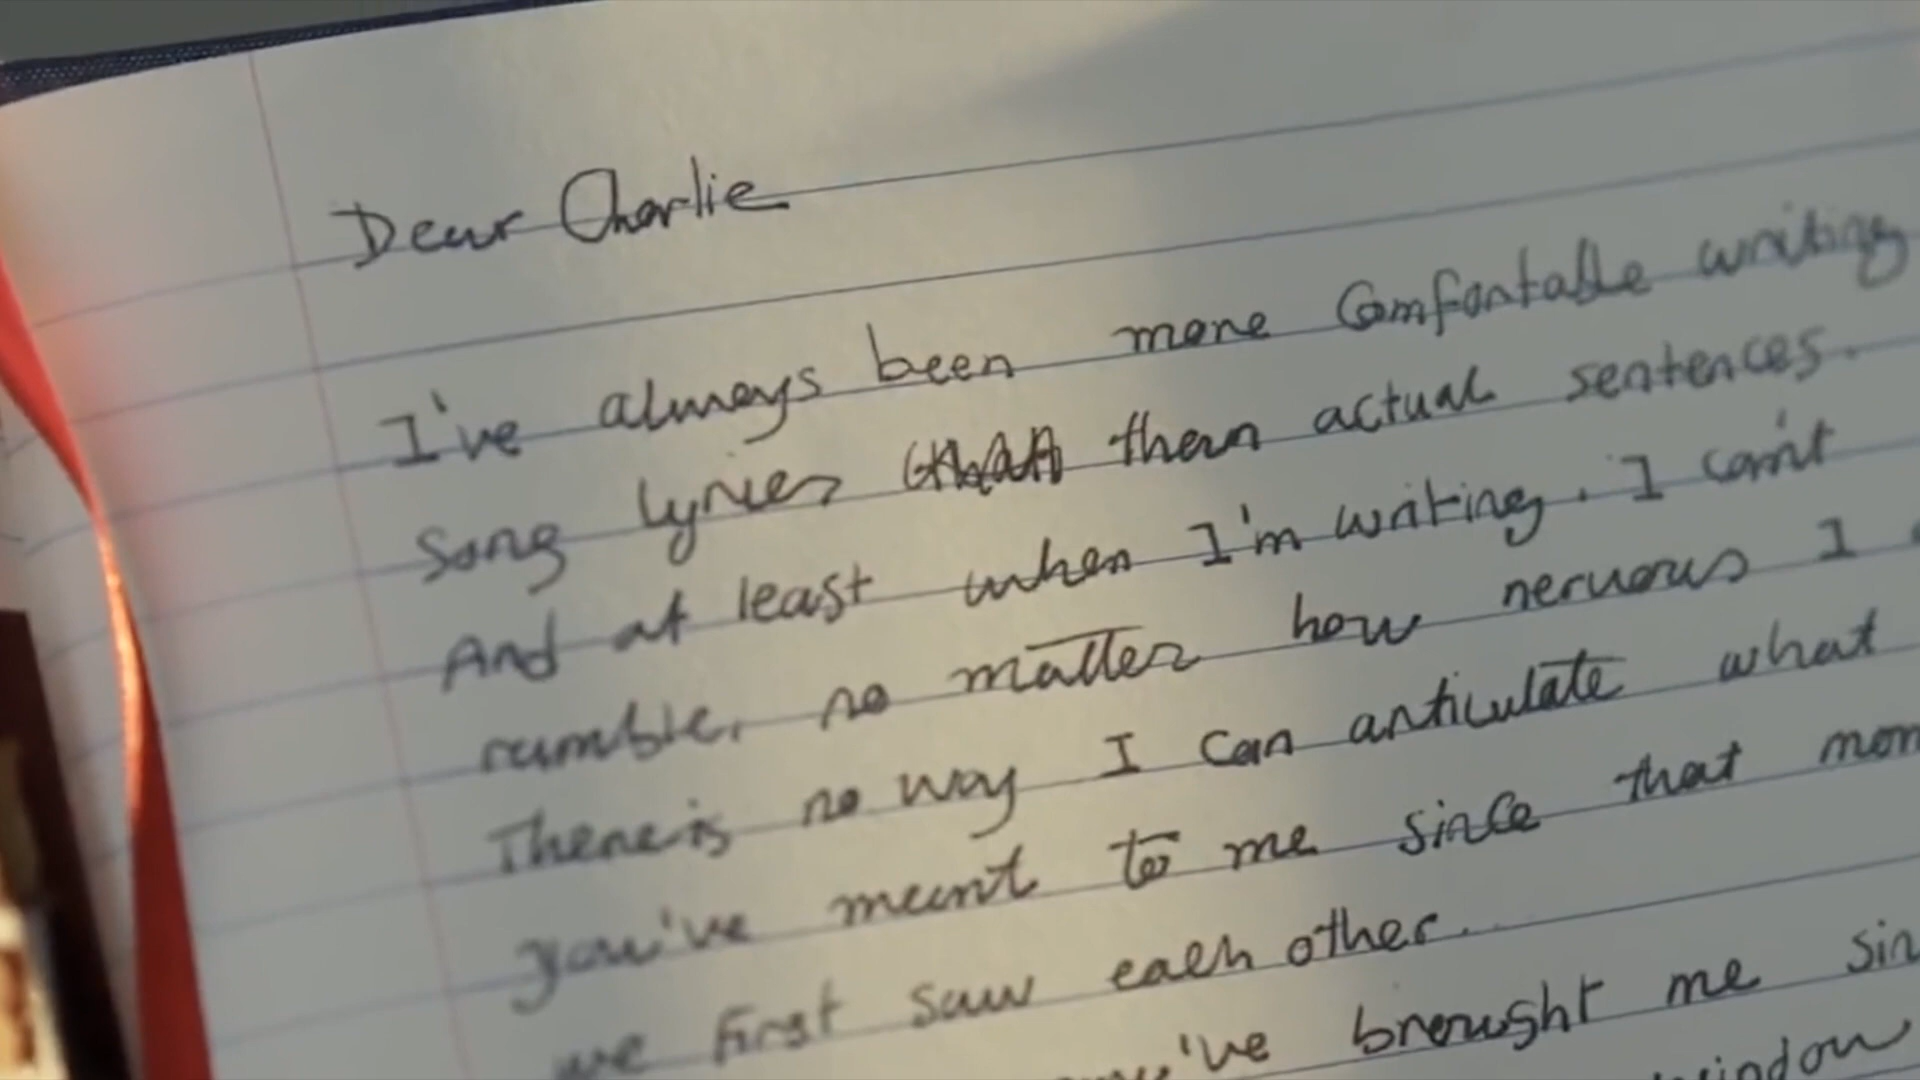 Dear Charlie
I've always been more comfortable writing
song lyrics than than actual sentences.
And at least when I'm writing. I can't
rumble, no matter how nervous I
There is no way I can articulate what
you've meant to me since that mom
we first saw each other.
've brought me sin
window